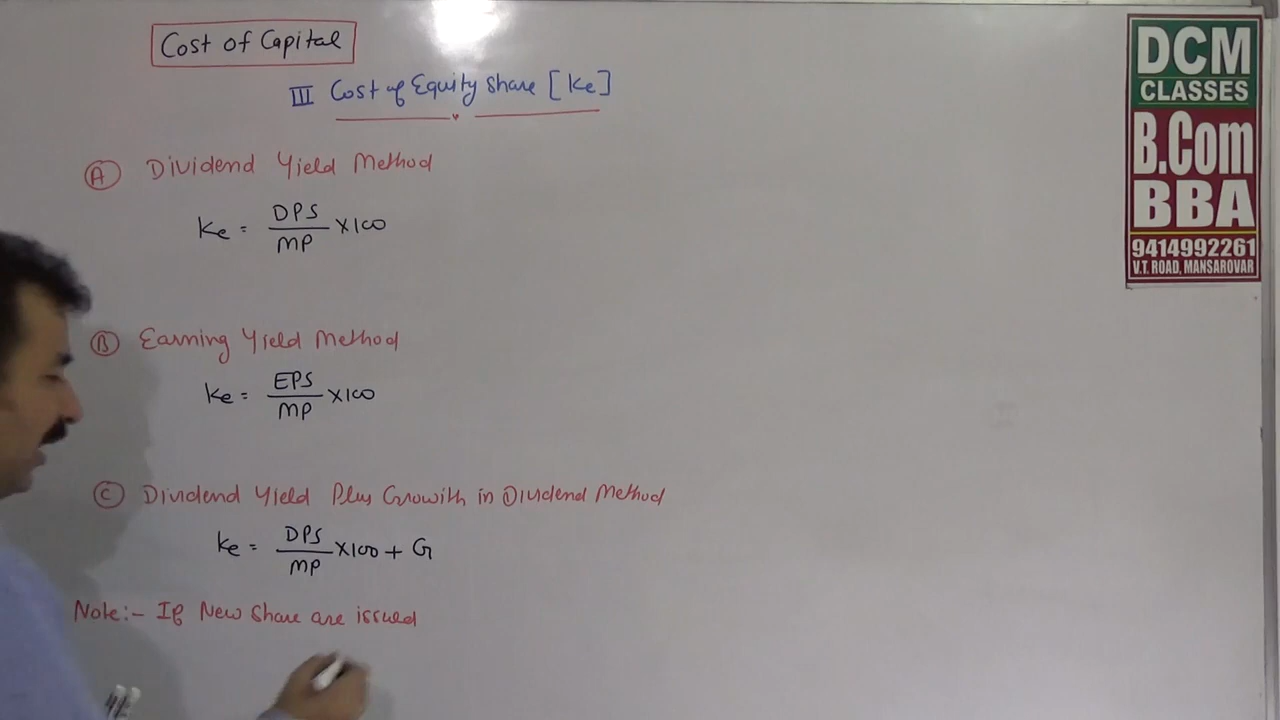 Cost of Capital
III Cost of Equity Share [Ke]
A Dividend Yield Method
Ke = DPS/MP × 100
B Earning Yield Method
Ke = EPS/MP × 100
C Dividend Yield Plus Growth in Dividend Method
Ke = DPS/MP × 100 + G
Note:- If New Share are issued
DCM
CLASSES
B.Com
BBA
9414992261
V.T. ROAD, MANSAROVAR